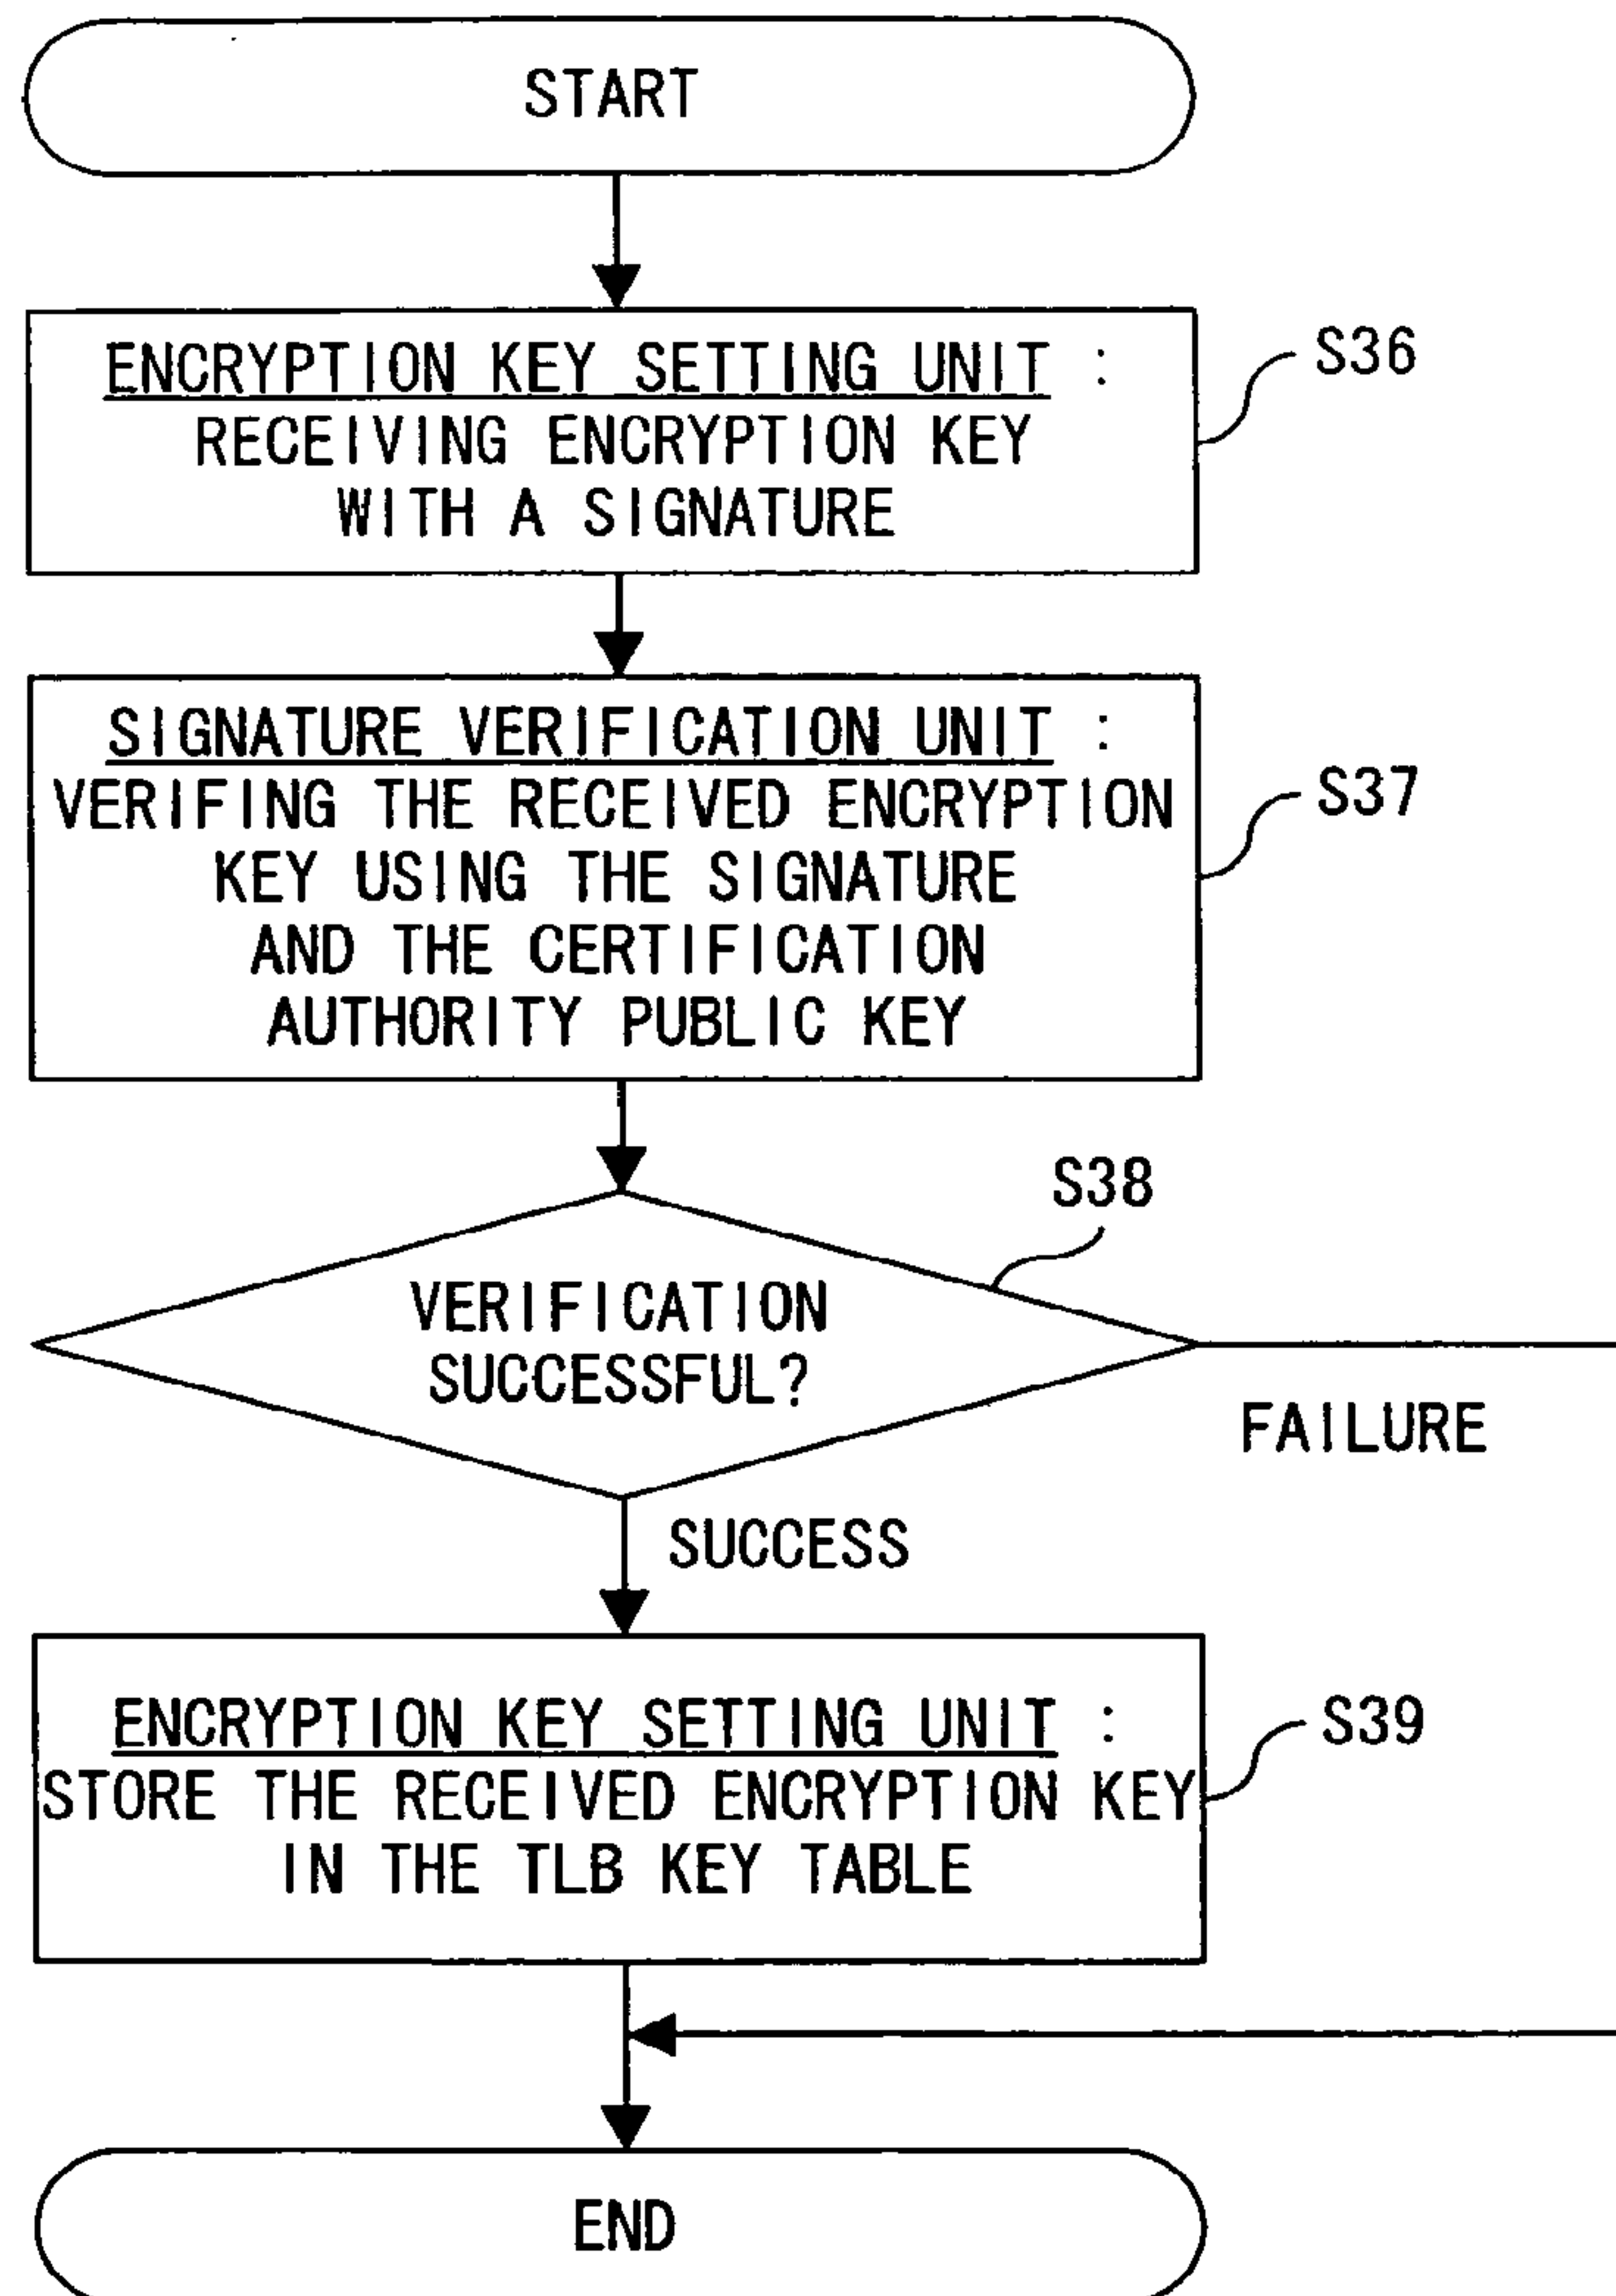 START
ENCRYPTION KEY SETTING UNIT :
RECEIVING ENCRYPTION KEY
WITH A SIGNATURE
S36
SIGNATURE VERIFICATION UNIT :
VERIFING THE RECEIVED ENCRYPTION
KEY USING THE SIGNATURE
AND THE CERTIFICATION
AUTHORITY PUBLIC KEY
S37
S38
VERIFICATION
SUCCESSFUL?
FAILURE
SUCCESS
ENCRYPTION KEY SETTING UNIT :
STORE THE RECEIVED ENCRYPTION KEY
IN THE TLB KEY TABLE
S39
END